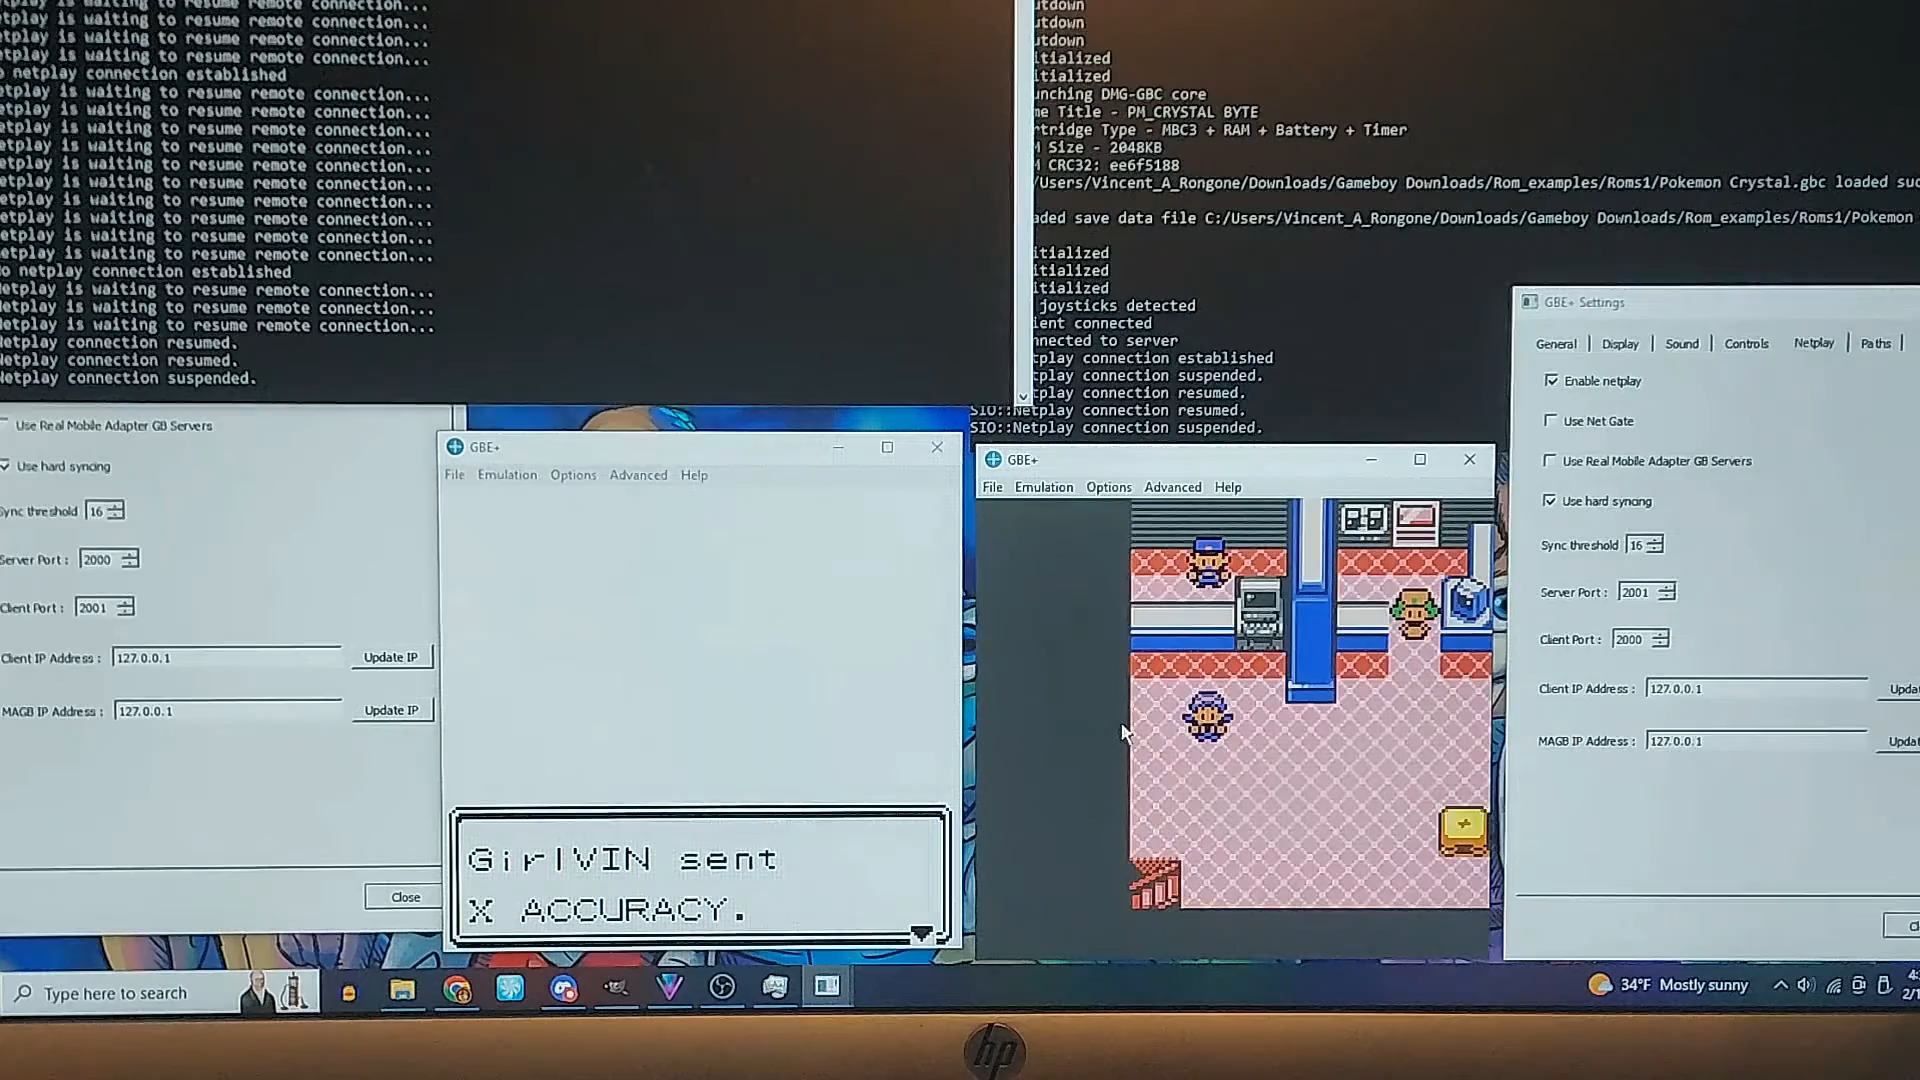 etplay is waiting to resume remote connection...
etplay is waiting to resume remote connection...
etplay is waiting to resume remote connection...
etplay is waiting to resume remote connection...
o netplay connection established
etplay is waiting to resume remote connection...
etplay is waiting to resume remote connection...
etplay is waiting to resume remote connection...
etplay is waiting to resume remote connection...
etplay is waiting to resume remote connection...
etplay is waiting to resume remote connection...
etplay is waiting to resume remote connection...
etplay is waiting to resume remote connection...
etplay is waiting to resume remote connection...
etplay is waiting to resume remote connection...
o netplay connection established
etplay is waiting to resume remote connection...
etplay is waiting to resume remote connection...
etplay is waiting to resume remote connection...
etplay connection resumed.
etplay connection resumed.
Netplay connection suspended.
utdown
utdown
utdown
itialized
itialized
unching DMG-GBC core
me Title - PM_CRYSTAL BYTE
rtridge Type - MBC3 + RAM + Battery + Timer
M Size - 2048KB
M CRC32: ee6f5188
/Users/Vincent_A_Rongone/Downloads/Gameboy Downloads/Rom_examples/Roms1/Pokemon Crystal.gbc loaded suc
aded save data file C:/Users/Vincent_A_Rongone/Downloads/Gameboy Downloads/Rom_examples/Roms1/Pokemon
itialized
itialized
itialized
joysticks detected
ient connected
nnected to server
tplay connection established
tplay connection suspended.
tplay connection resumed.
SIO::Netplay connection resumed.
SIO::Netplay connection suspended.
Use Real Mobile Adapter GB Servers
Use hard syncing
Sync threshold 16
Server Port : 2000
Client Port : 2001
Client IP Address : 127.0.0.1 Update IP
MAGB IP Address : 127.0.0.1 Update IP
Close
GBE+
File Emulation Options Advanced Help
GirlVIN sent
X ACCURACY.
GBE+
File Emulation Options Advanced Help
GBE+ Settings
General Display Sound Controls Netplay Paths
Enable netplay
Use Net Gate
Use Real Mobile Adapter GB Servers
Use hard syncing
Sync threshold 16
Server Port : 2001
Client Port : 2000
Client IP Address : 127.0.0.1 Upda
MAGB IP Address : 127.0.0.1 Upda
Cl
Type here to search
34°F Mostly sunny
4:
2/1
hp